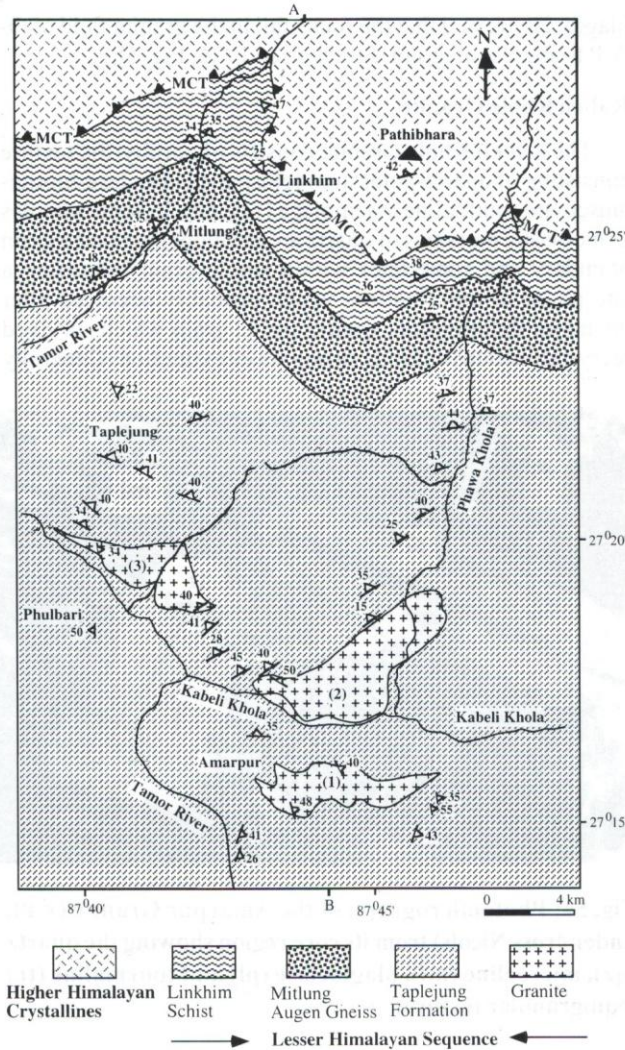 A
N
MCT
47
MCT
34
35
Pathibhara
25
42
Linkhim
MCT
MCT
27°25'
Mitlung
48
38
36
Tamor River
22
37
40
37
44
Taplejung
40
41
43
40
40
Phawa Khola
34
40
25
27°20'
34
(3)
35
40
15
Phulbari
50
41
28
40
45
50
(2)
Kabeli Khola
Kabeli Khola
35
Amarpur
40
(1)
35
Tamor River
48
55
27°15'
41
43
26
87°40'
B
87°45'
0 4 km
Higher Himalayan Crystallines
Linkhim Schist
Mitlung Augen Gneiss
Taplejung Formation
Granite
Lesser Himalayan Sequence